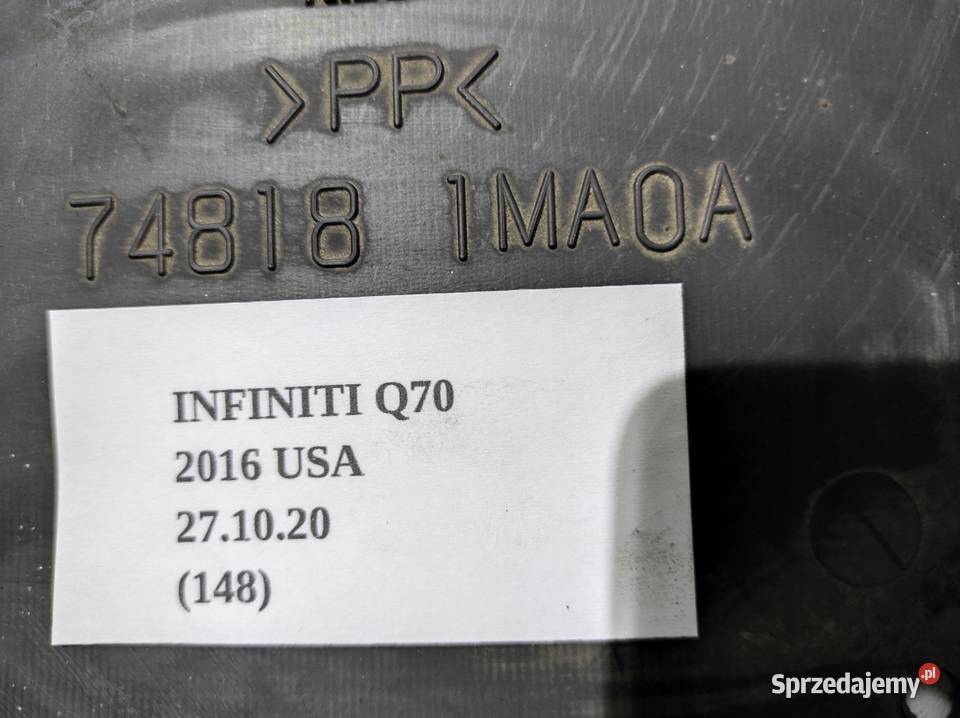 >PP<
74818 1MA0A
INFINITI Q70
2016 USA
27.10.20
(148)
Sprzedajemy.pl